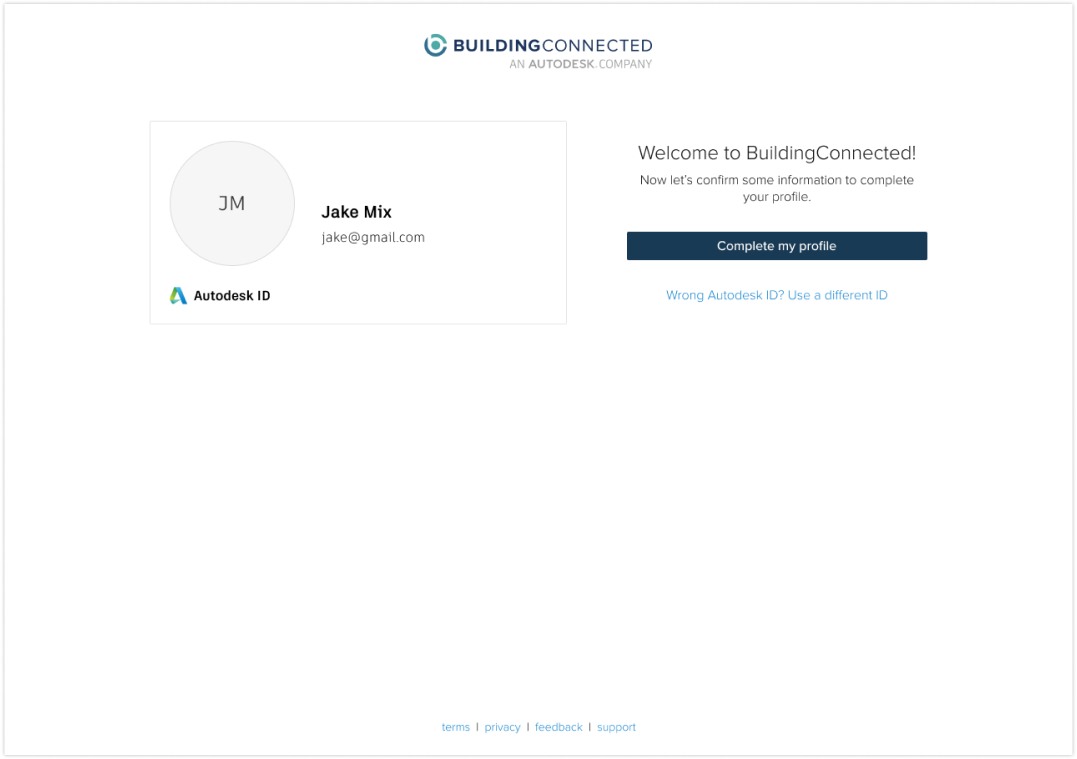 BUILDINGCONNECTED
AN AUTODESK COMPANY
JM
Jake Mix
jake@gmail.com
Autodesk ID
Welcome to BuildingConnected!
Now let's confirm some information to complete
your profile.
Complete my profile
Wrong Autodesk ID? Use a different ID
terms | privacy | feedback | support